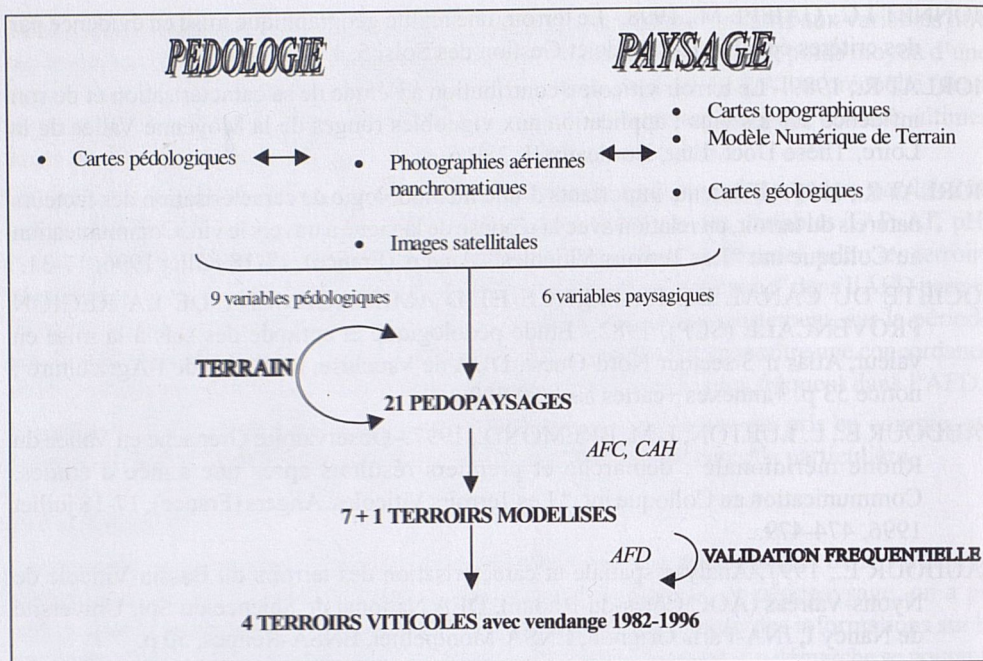 PEDOLOGIE
PAYSAGE
• Cartes pédologiques
• Photographies aériennes
panchromatiques
• Images satellitales
• Cartes topographiques
Modèle Numérique de Terrain
• Cartes géologiques
9 variables pédologiques
6 variables paysagiques
TERRAIN
21 PEDOPAYSAGES
AFC, CAH
7 + 1 TERROIRS MODELISES
AFD
VALIDATION FREQUENTIELLE
4 TERROIRS VITICOLES avec vendange 1982-1996